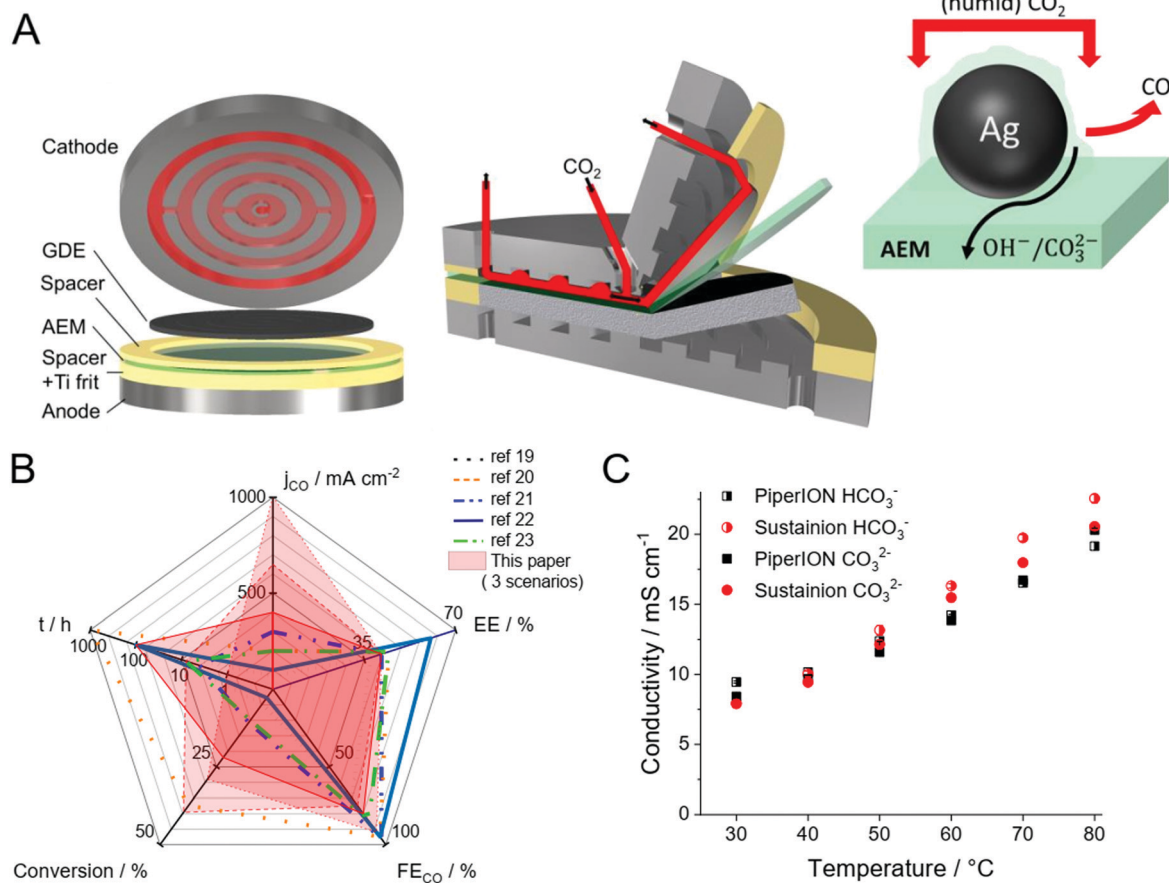 A
Cathode
GDE
Spacer
AEM
Spacer
+Ti frit
Anode
CO₂
(humid) CO₂
Ag
CO
AEM
OH⁻/CO₃²⁻
B
j_CO / mA cm⁻²
1000
500
ref 19
ref 20
ref 21
ref 22
ref 23
This paper
( 3 scenarios)
70
EE / %
35
t / h
1000
100
10
1
25
50
50
100
Conversion / %
FE_CO / %
C
PiperION HCO₃⁻
Sustainion HCO₃⁻
PiperION CO₃²⁻
Sustainion CO₃²⁻
Conductivity / mS cm⁻¹
20
15
10
5
0
30 40 50 60 70 80
Temperature / °C